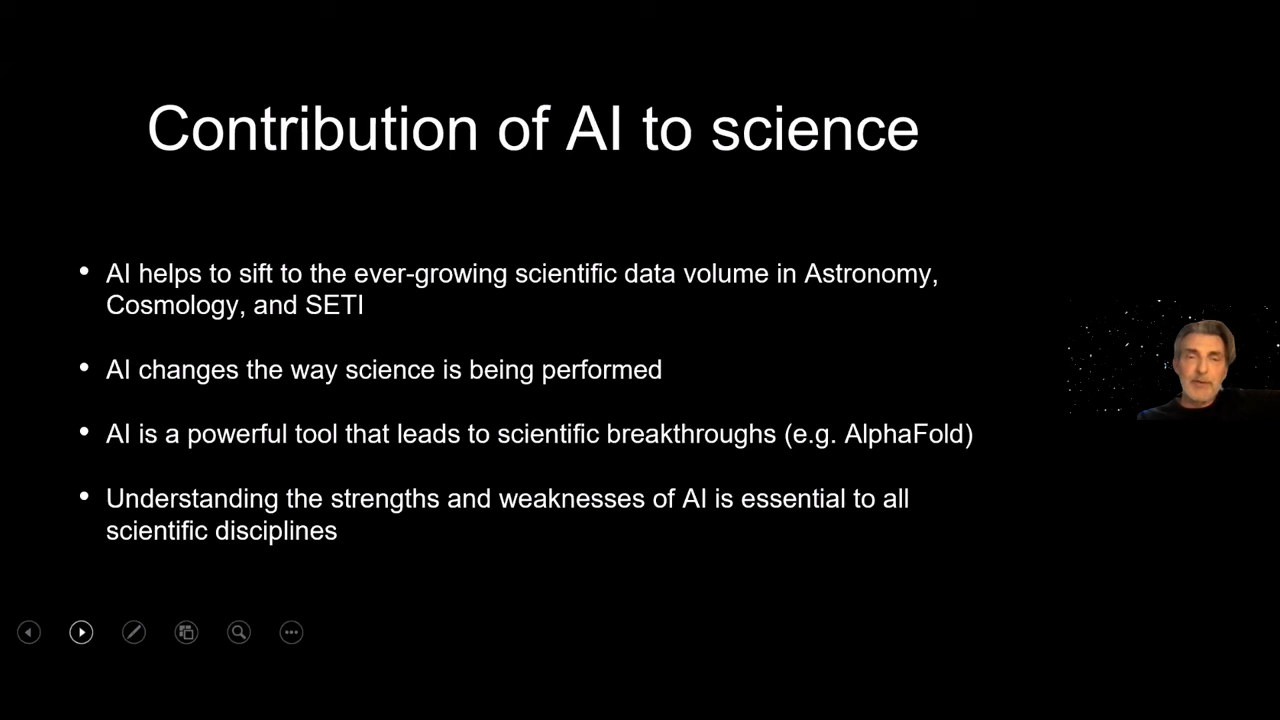 Contribution of AI to science
• AI helps to sift to the ever-growing scientific data volume in Astronomy,
Cosmology, and SETI
• AI changes the way science is being performed
• AI is a powerful tool that leads to scientific breakthroughs (e.g. AlphaFold)
• Understanding the strengths and weaknesses of AI is essential to all
scientific disciplines